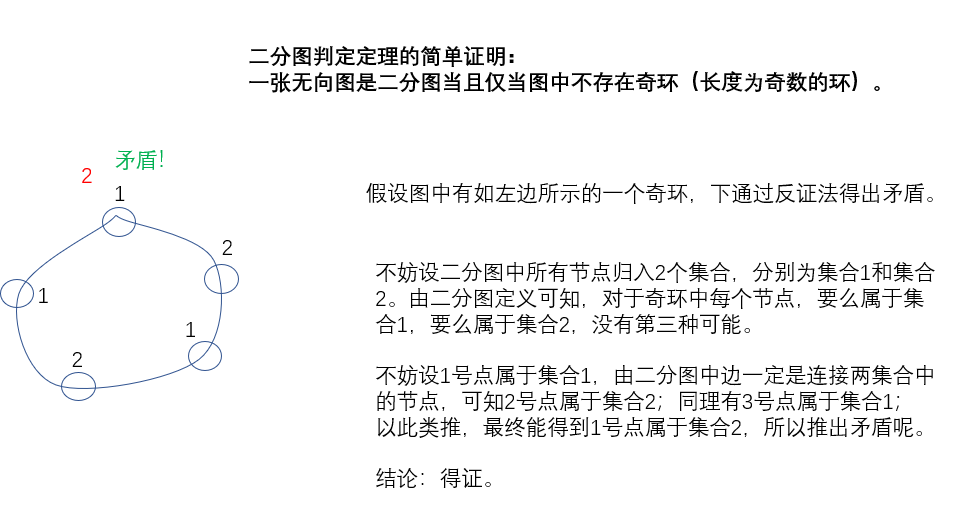 二分图判定定理的简单证明：
一张无向图是二分图当且仅当图中不存在奇环（长度为奇数的环）。
矛盾！
2
1
2
1
1
2
假设图中有如左边所示的一个奇环，下通过反证法得出矛盾。
不妨设二分图中所有节点归入2个集合，分别为集合1和集合
2。由二分图定义可知，对于奇环中每个节点，要么属于集
合1，要么属于集合2，没有第三种可能。
不妨设1号点属于集合1，由二分图中边一定是连接两集合中
的节点，可知2号点属于集合2；同理有3号点属于集合1；
以此类推，最终能得到1号点属于集合2，所以推出矛盾呢。
结论：得证。